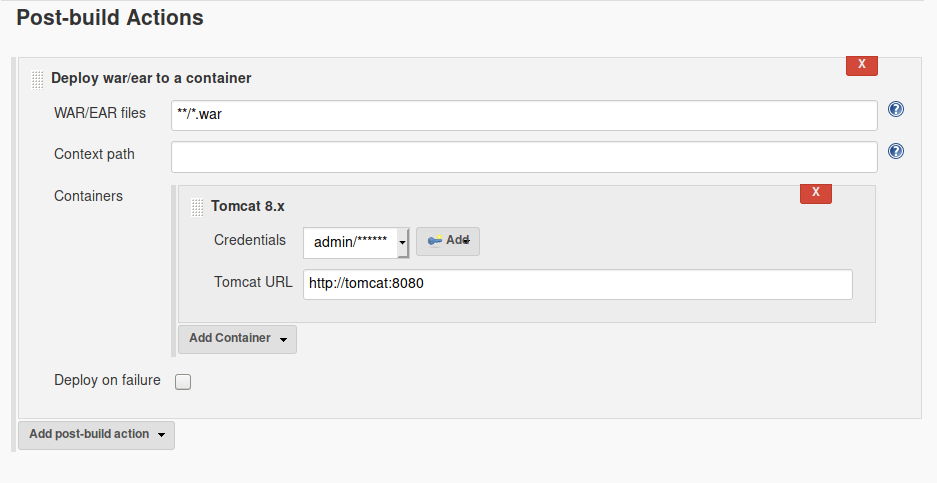 Post-build Actions
X
Deploy war/ear to a container
WAR/EAR files
**/*.war
?
Context path
?
Containers
X
Tomcat 8.x
Credentials
admin/******
Add
Tomcat URL
http://tomcat:8080
Add Container
Deploy on failure
Add post-build action